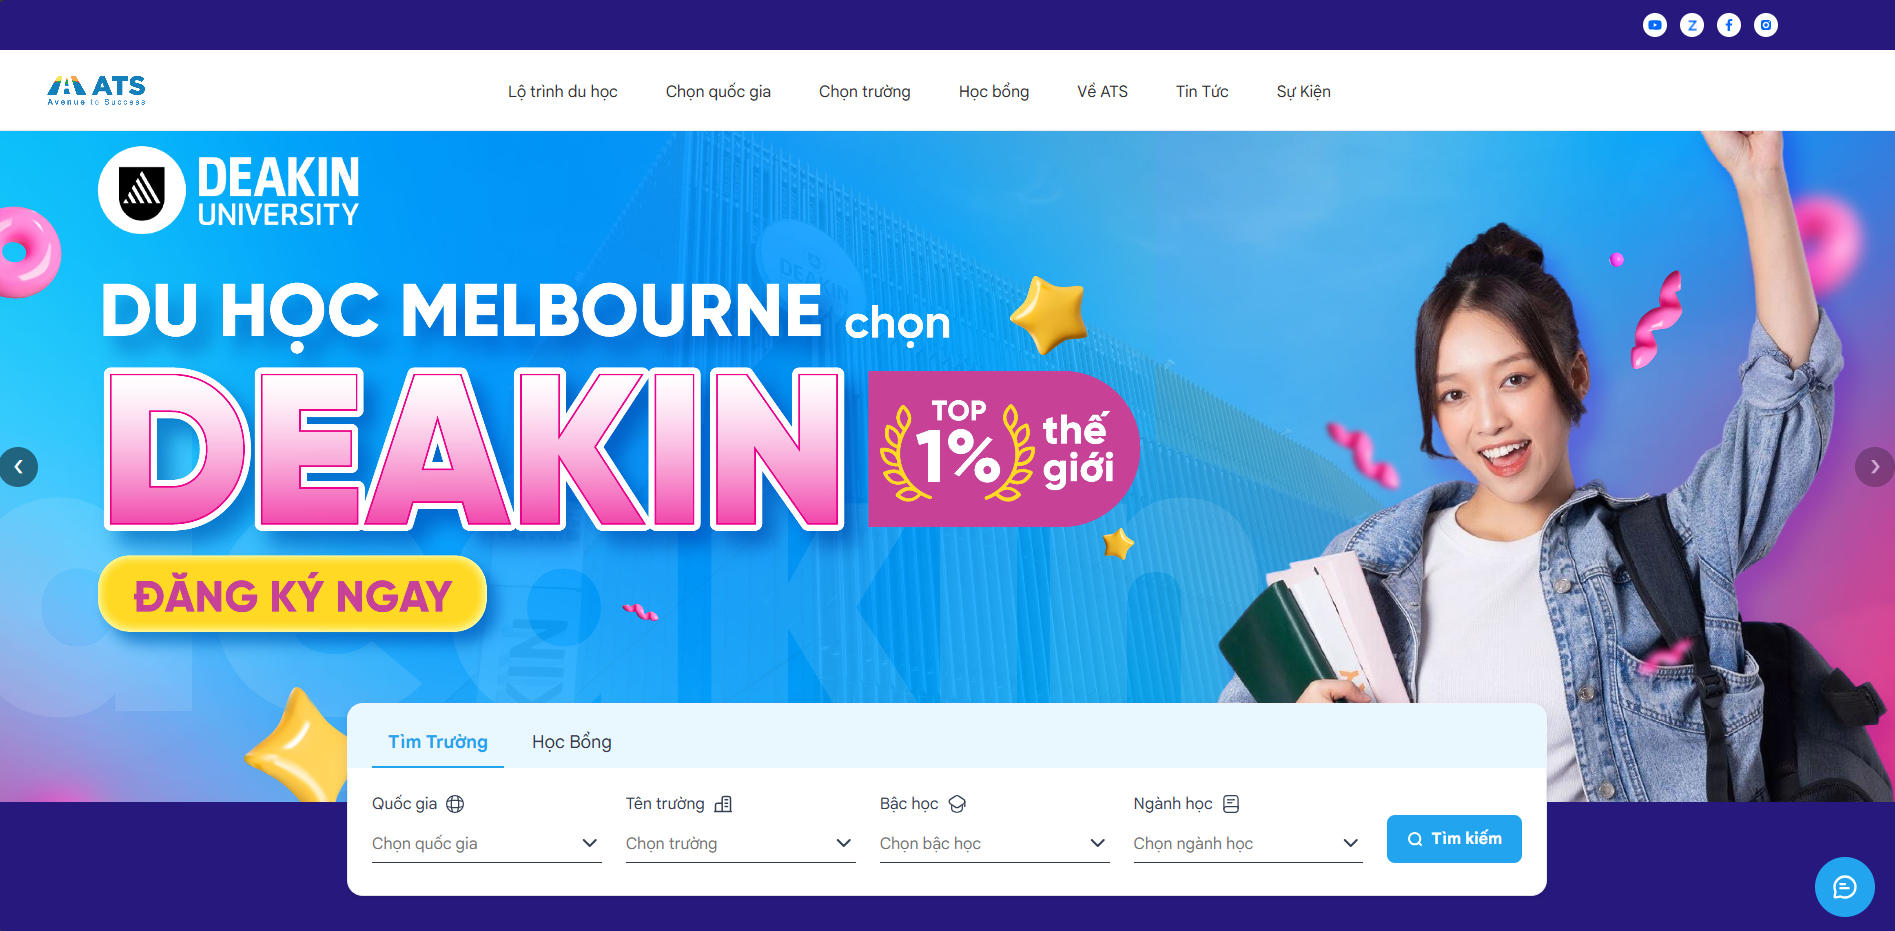 ATS
Avenue to Success
Lộ trình du học
Chọn quốc gia
Chọn trường
Học bổng
Về ATS
Tin Tức
Sự Kiện
DEAKIN
UNIVERSITY
DU HỌC MELBOURNE chọn
DEAKIN
TOP
1%
thế
giới
ĐĂNG KÝ NGAY
deakin
Tìm Trường
Học Bổng
Quốc gia
Tên trường
Bậc học
Ngành học
Chọn quốc gia
Chọn trường
Chọn bậc học
Chọn ngành học
Tìm kiếm